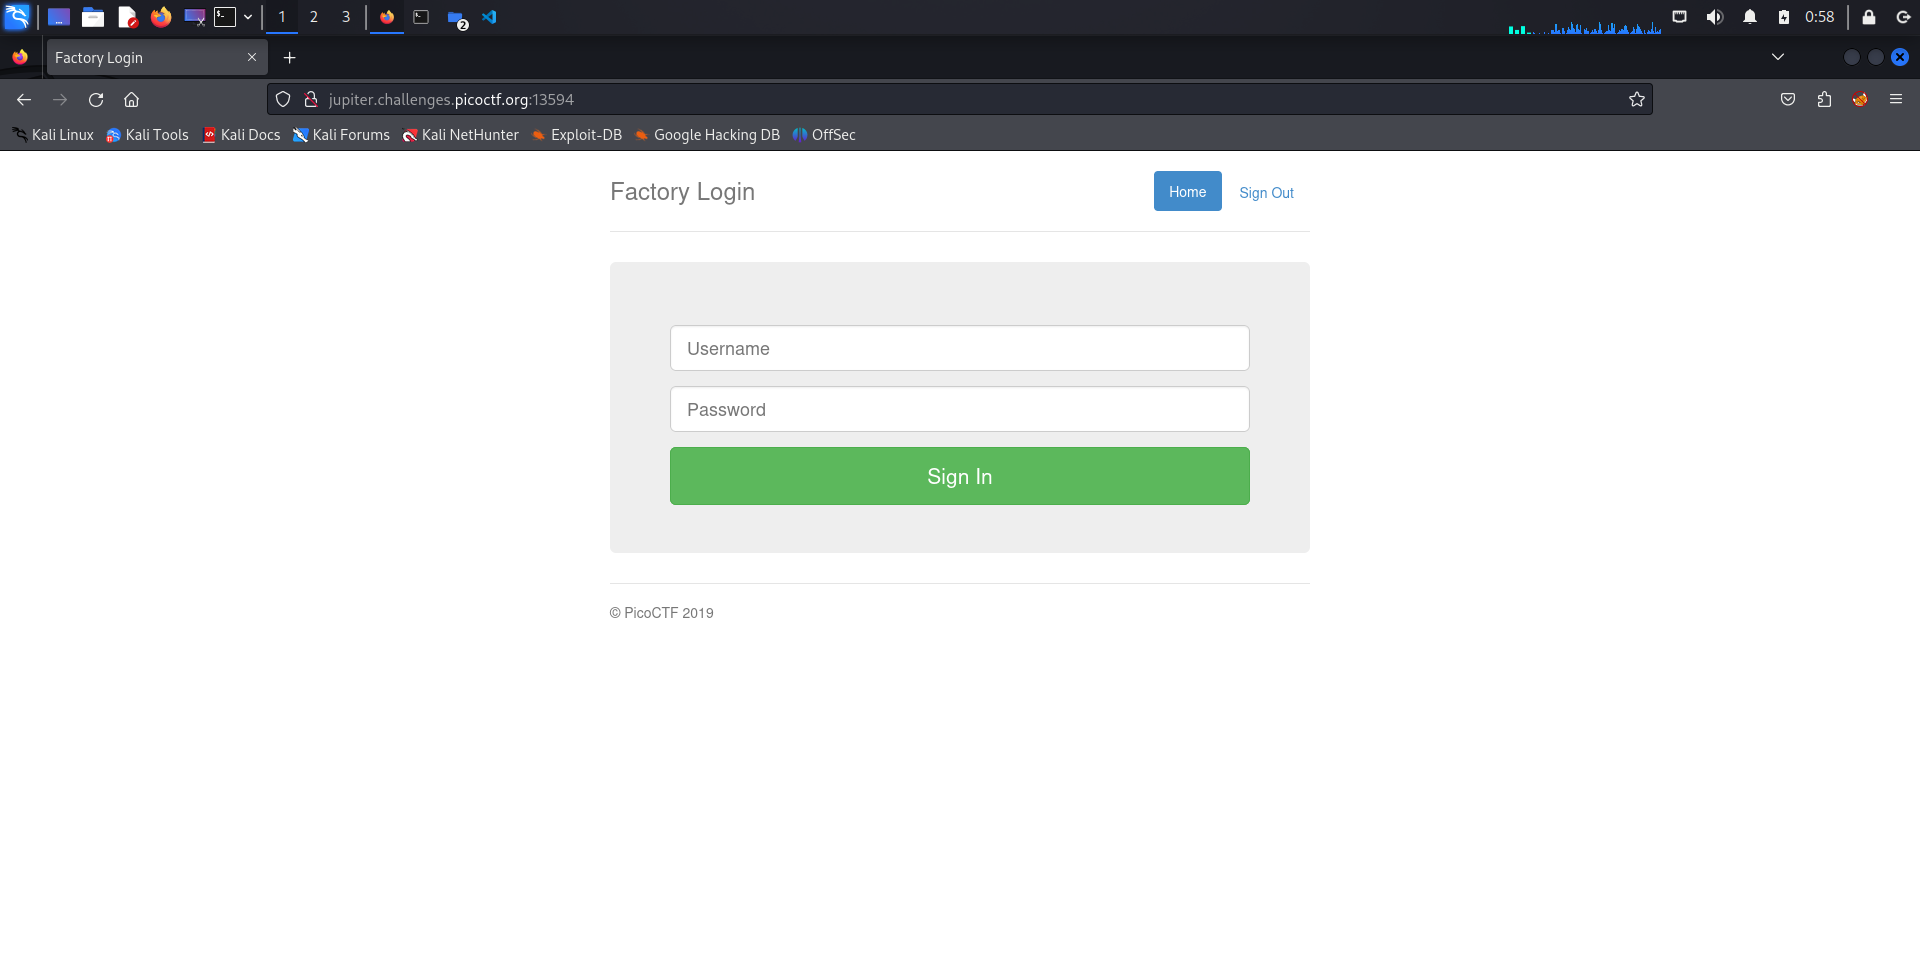 1 2 3 2 0:58
Factory Login
jupiter.challenges.picoctf.org:13594
Kali Linux Kali Tools Kali Docs Kali Forums Kali NetHunter Exploit-DB Google Hacking DB OffSec
Factory Login Home Sign Out
Username
Password
Sign In
© PicoCTF 2019